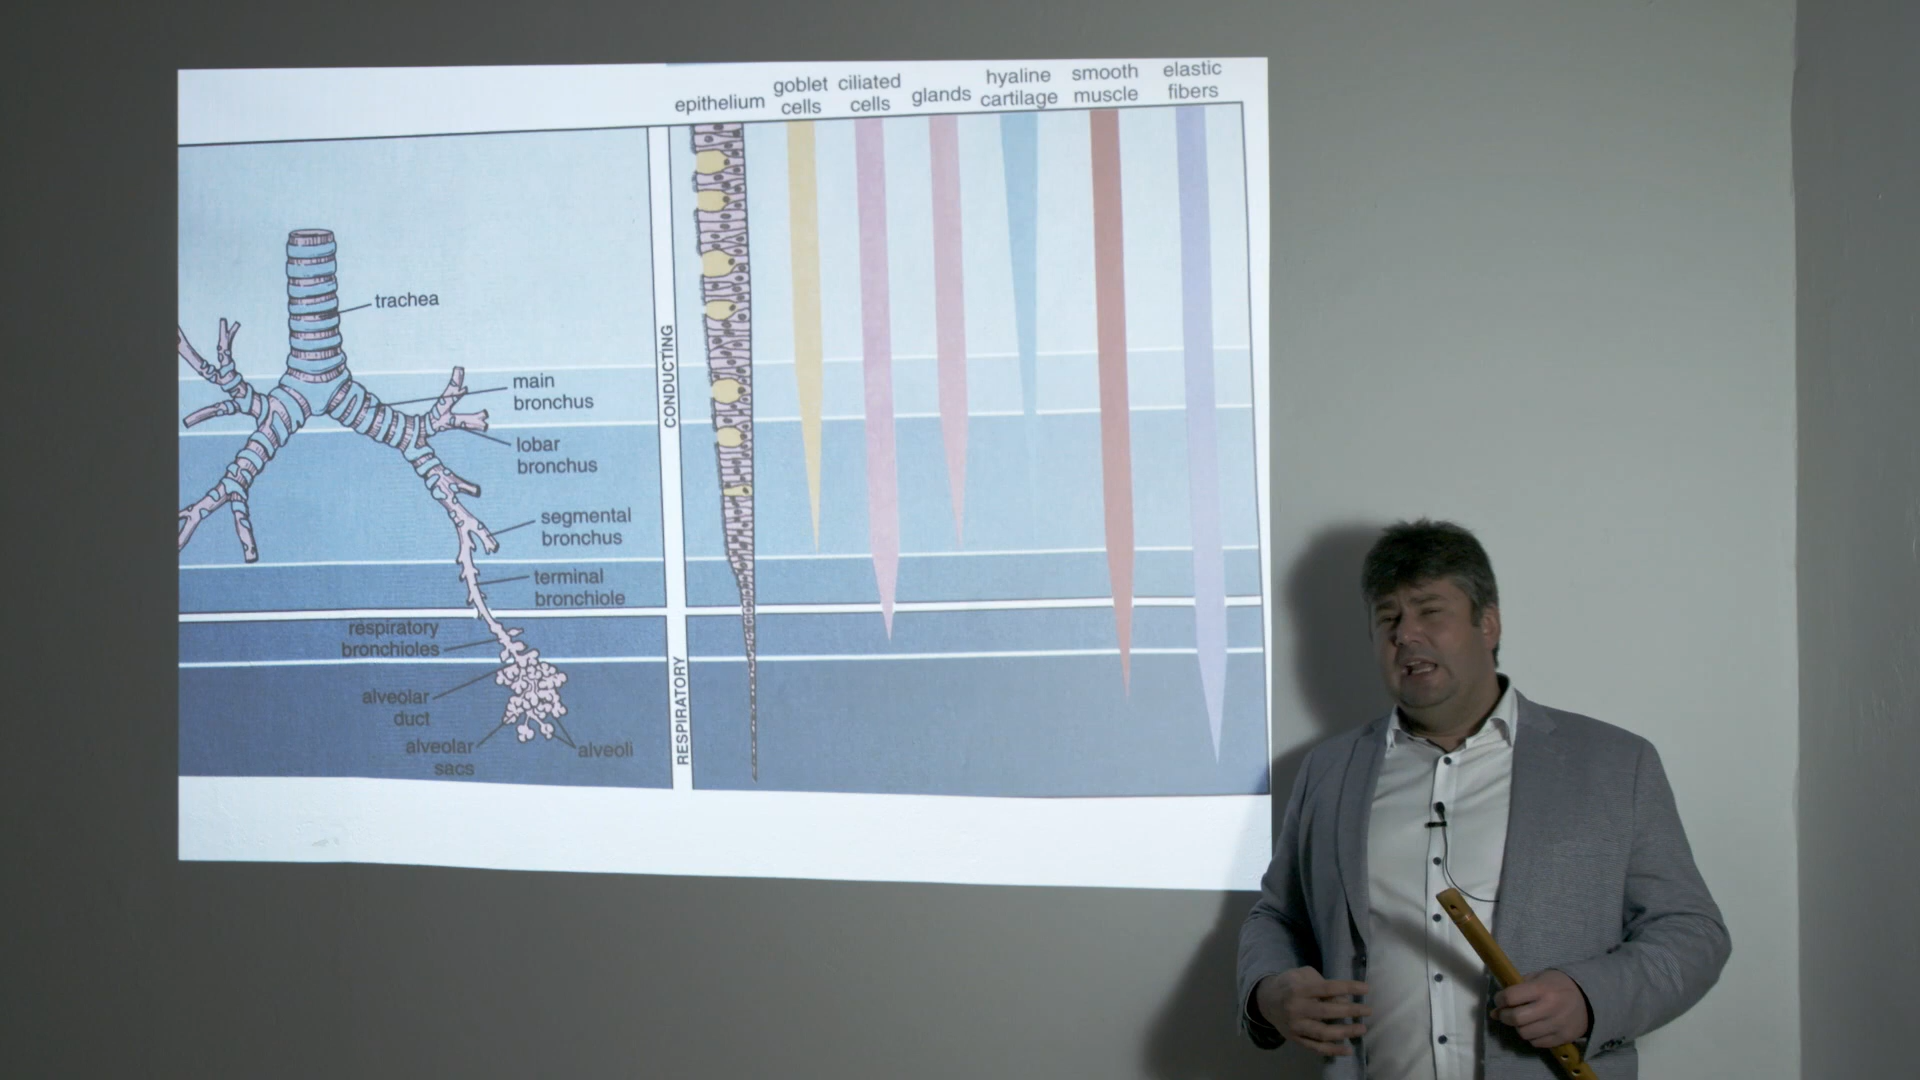 epithelium
goblet
cells
ciliated
cells
glands
hyaline
cartilage
smooth
muscle
elastic
fibers
trachea
main
bronchus
lobar
bronchus
segmental
bronchus
terminal
bronchiole
respiratory
bronchioles
alveolar
duct
alveolar
sacs
alveoli
CONDUCTING
RESPIRATORY